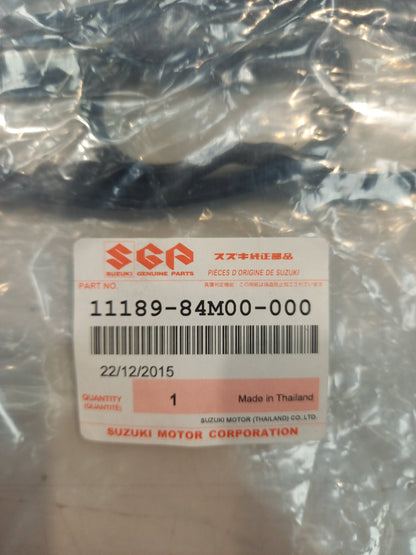 SGP
SUZUKI GENUINE PARTS
スズキ純正部品
PIÈCES D'ORIGINE DE SUZUKI
PART NO.
11189-84M00-000
22/12/2015
QUANTITY
(QUANTITÉ)
1
Made in Thailand
SUZUKI MOTOR (THAILAND) CO.,LTD.
SUZUKI MOTOR CORPORATION